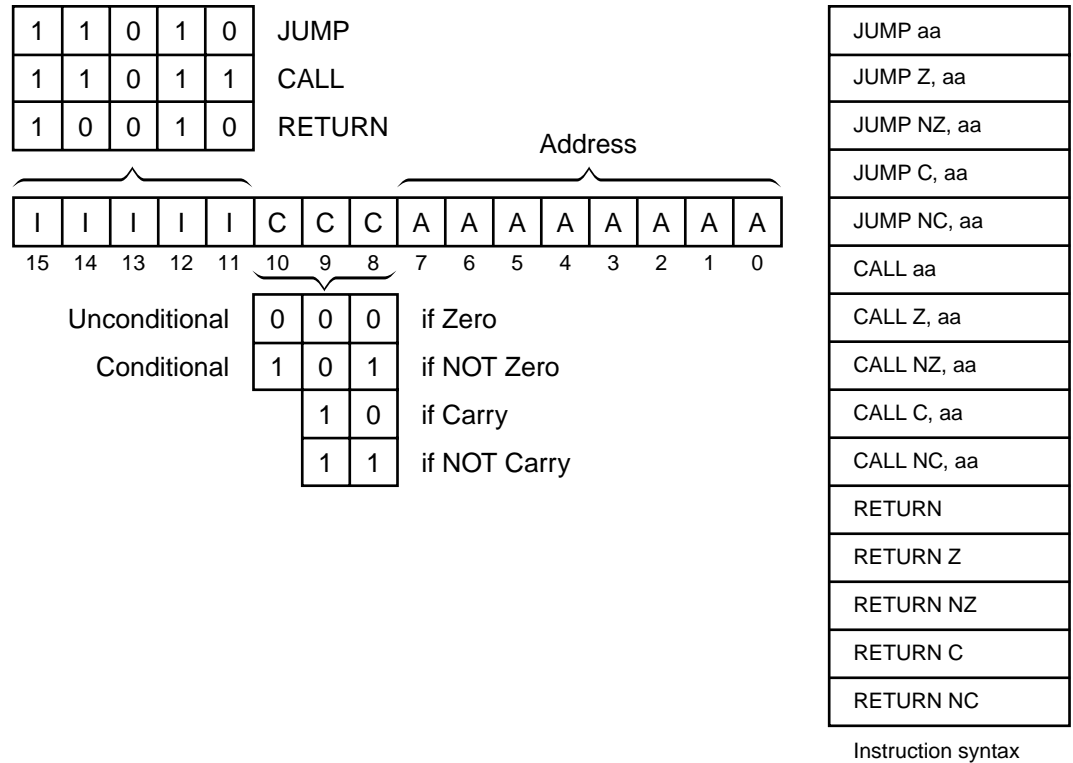 1 1 0 1 0 JUMP
1 1 0 1 1 CALL
1 0 0 1 0 RETURN
Address
I I I I I C C C A A A A A A A A
15 14 13 12 11 10 9 8 7 6 5 4 3 2 1 0
Unconditional 0 0 0 if Zero
Conditional 1 0 1 if NOT Zero
1 0 if Carry
1 1 if NOT Carry
JUMP aa
JUMP Z, aa
JUMP NZ, aa
JUMP C, aa
JUMP NC, aa
CALL aa
CALL Z, aa
CALL NZ, aa
CALL C, aa
CALL NC, aa
RETURN
RETURN Z
RETURN NZ
RETURN C
RETURN NC
Instruction syntax